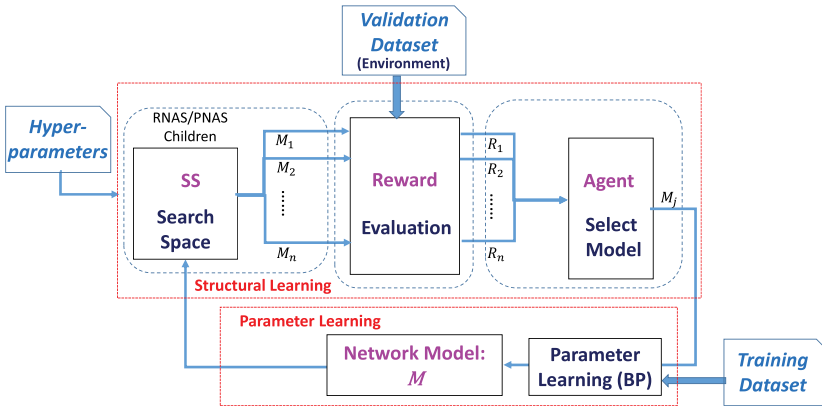 Validation
Dataset
(Environment)
Hyper-
parameters
RNAS/PNAS
Children
SS
Search
Space
M₁
M₂
......
Mₙ
Reward
Evaluation
R₁
R₂
......
Rₙ
Agent
Select
Model
Mⱼ
Structural Learning
Parameter Learning
Network Model:
M
Parameter
Learning (BP)
Training
Dataset